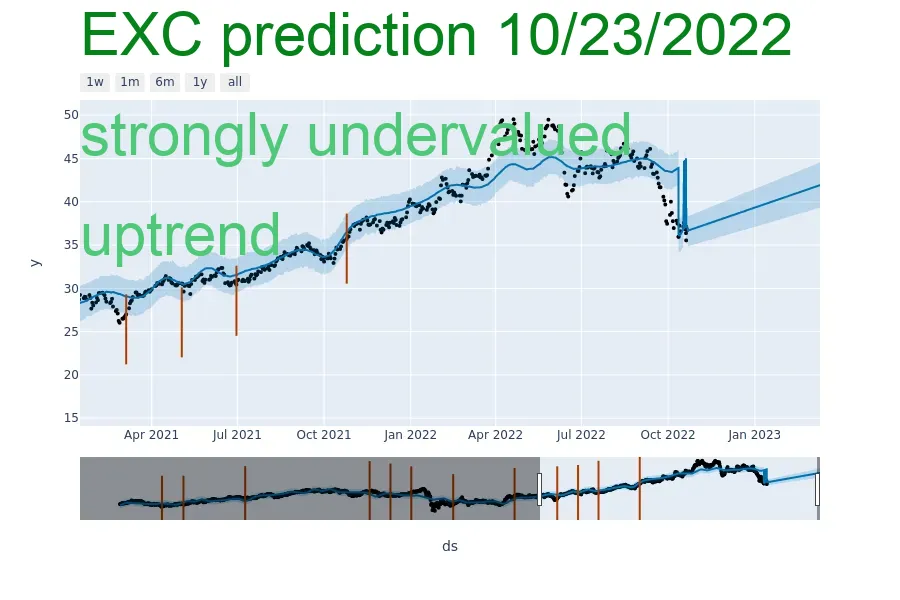 EXC prediction 10/23/2022
1w 1m 6m 1y all
strongly undervalued
uptrend
50
45
40
35
30
25
20
15
y
Apr 2021 Jul 2021 Oct 2021 Jan 2022 Apr 2022 Jul 2022 Oct 2022 Jan 2023
ds